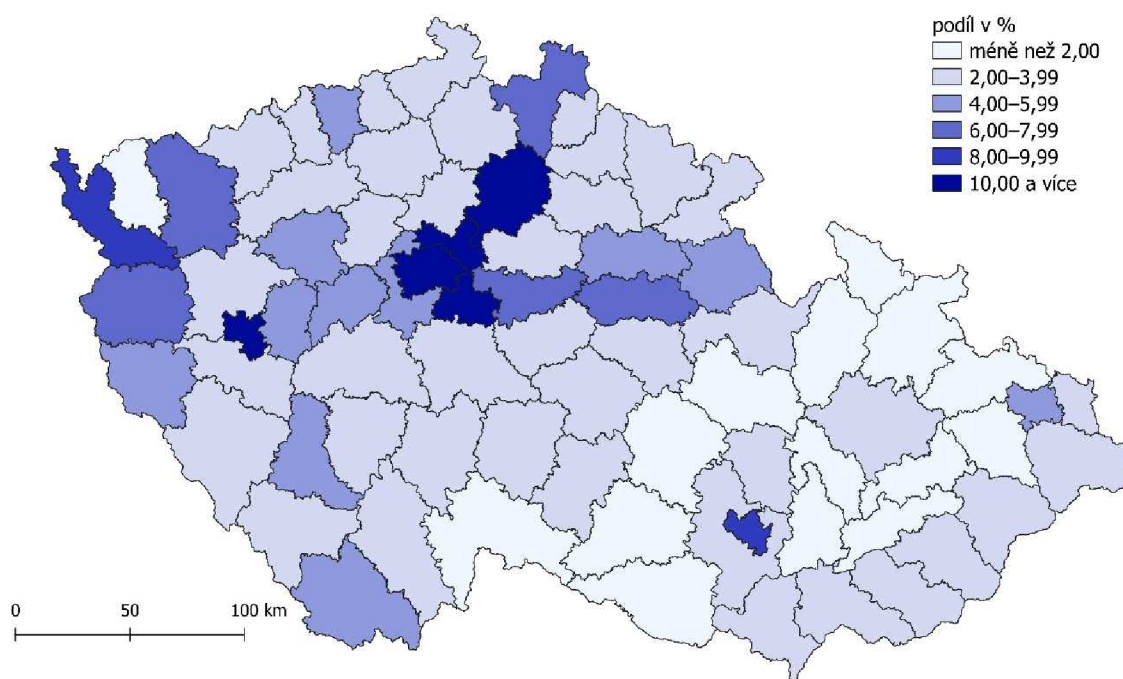 podíl v %
méně než 2,00
2,00–3,99
4,00–5,99
6,00–7,99
8,00–9,99
10,00 a více
0 50 100 km